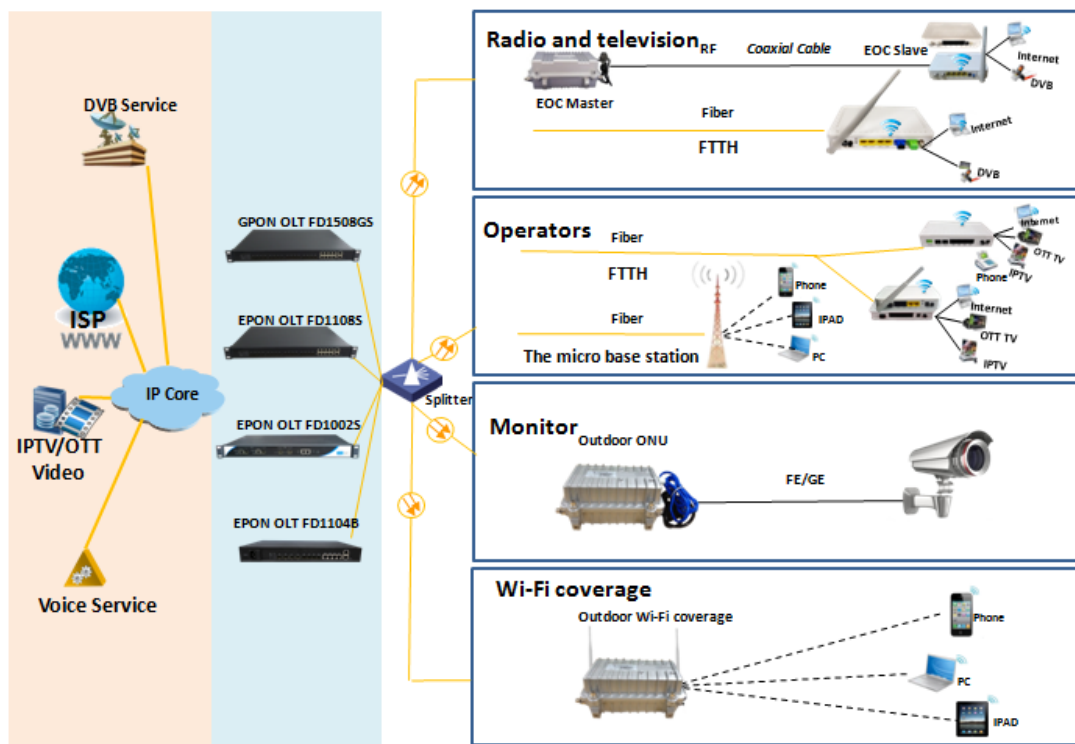 DVB Service
ISP
WWW
IP Core
IPTV/OTT
Video
Voice Service
GPON OLT FD1508GS
EPON OLT FD1108S
EPON OLT FD1002S
EPON OLT FD1104B
Splitter
Radio and television
RF
Coaxial Cable
EOC Slave
Internet
DVB
EOC Master
Fiber
FTTH
Internet
DVB
Operators
Fiber
FTTH
Internet
OTT TV
IPTV
Phone
Fiber
The micro base station
Phone
IPAD
PC
Internet
OTT TV
IPTV
Monitor
Outdoor ONU
FE/GE
Wi-Fi coverage
Outdoor Wi-Fi coverage
Phone
PC
IPAD